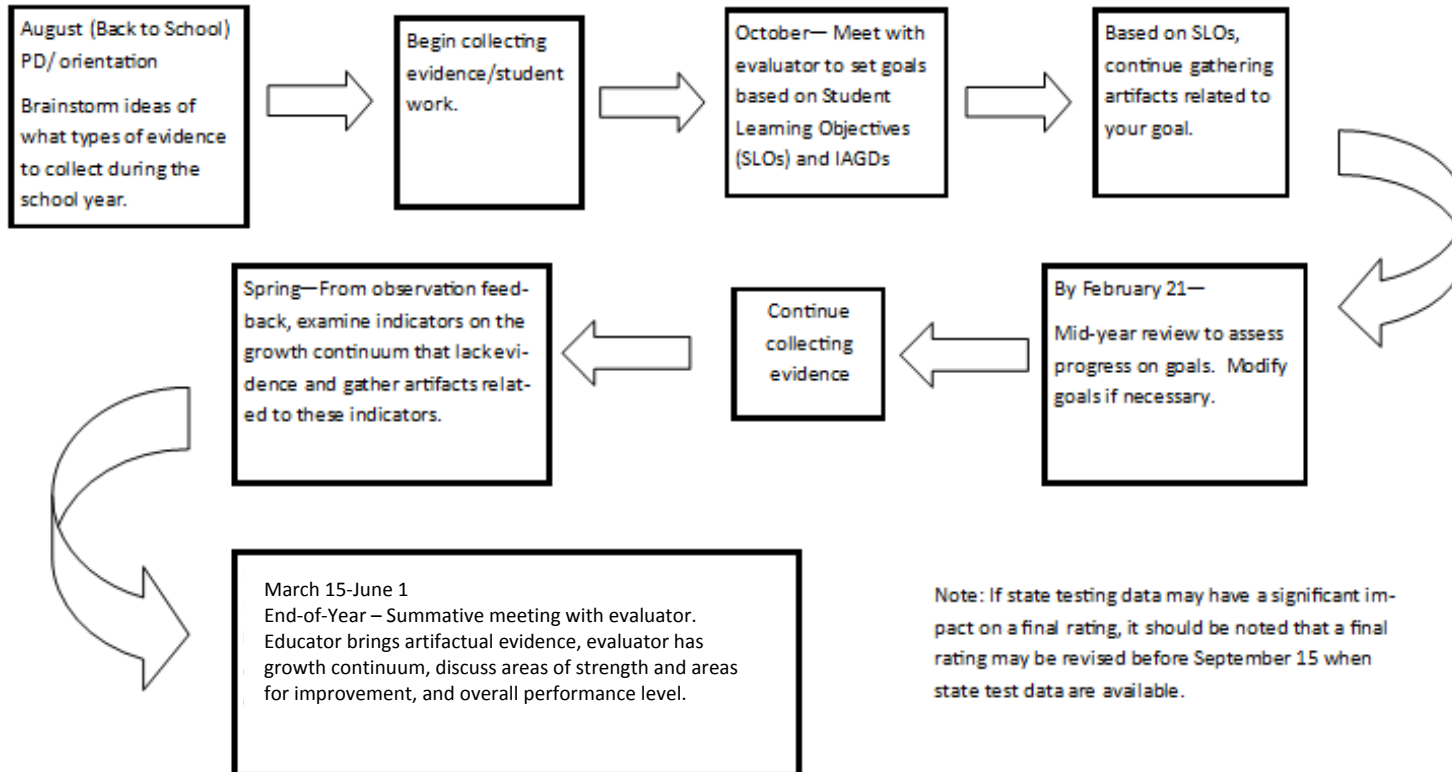 August (Back to School)
PD/ orientation
Brainstorm ideas of
what types of evidence
to collect during the
school year.
Begin collecting
evidence/student
work.
October— Meet with
evaluator to set goals
based on Student
Learning Objectives
(SLOs) and IAGDs
Based on SLOs,
continue gathering
artifacts related to
your goal.
By February 21—
Mid-year review to assess
progress on goals.  Modify
goals if necessary.
Continue
collecting
evidence
Spring—From observation feed-
back, examine indicators on the
growth continuum that lack evi-
dence and gather artifacts relat-
ed to these indicators.
March 15-June 1
End-of-Year – Summative meeting with evaluator.
Educator brings artifactual evidence, evaluator has
growth continuum, discuss areas of strength and areas
for improvement, and overall performance level.
Note: If state testing data may have a significant im-
pact on a final rating, it should be noted that a final
rating may be revised before September 15 when
state test data are available.